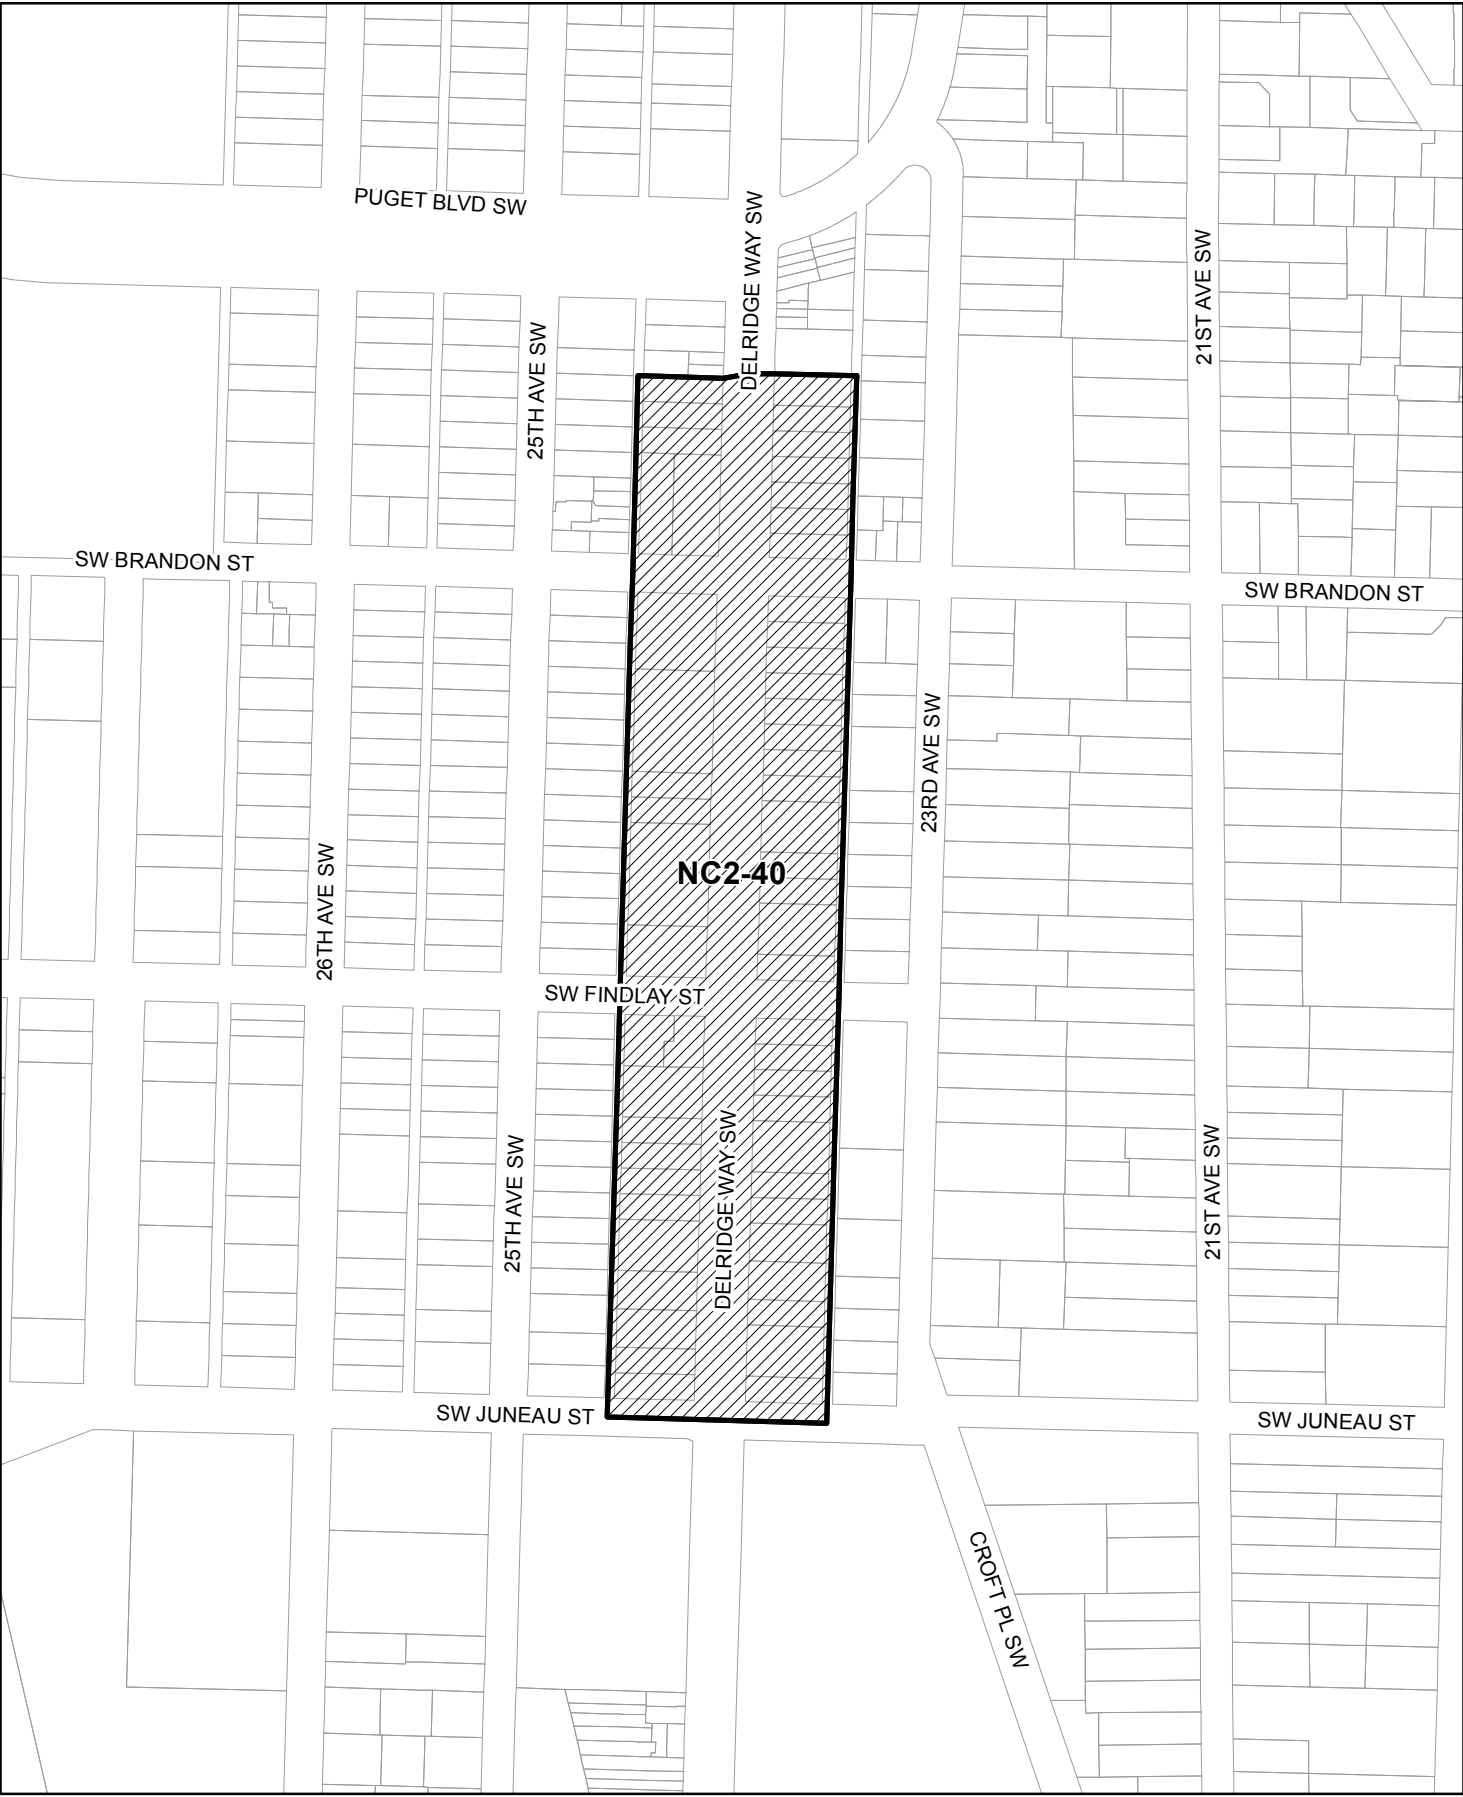 PUGET BLVD SW
DELRIDGE WAY SW
21ST AVE SW
25TH AVE SW
SW BRANDON ST
SW BRANDON ST
23RD AVE SW
26TH AVE SW
NC2-40
SW FINDLAY ST
DELRIDGE WAY SW
25TH AVE SW
21ST AVE SW
SW JUNEAU ST
SW JUNEAU ST
CROFT PL SW